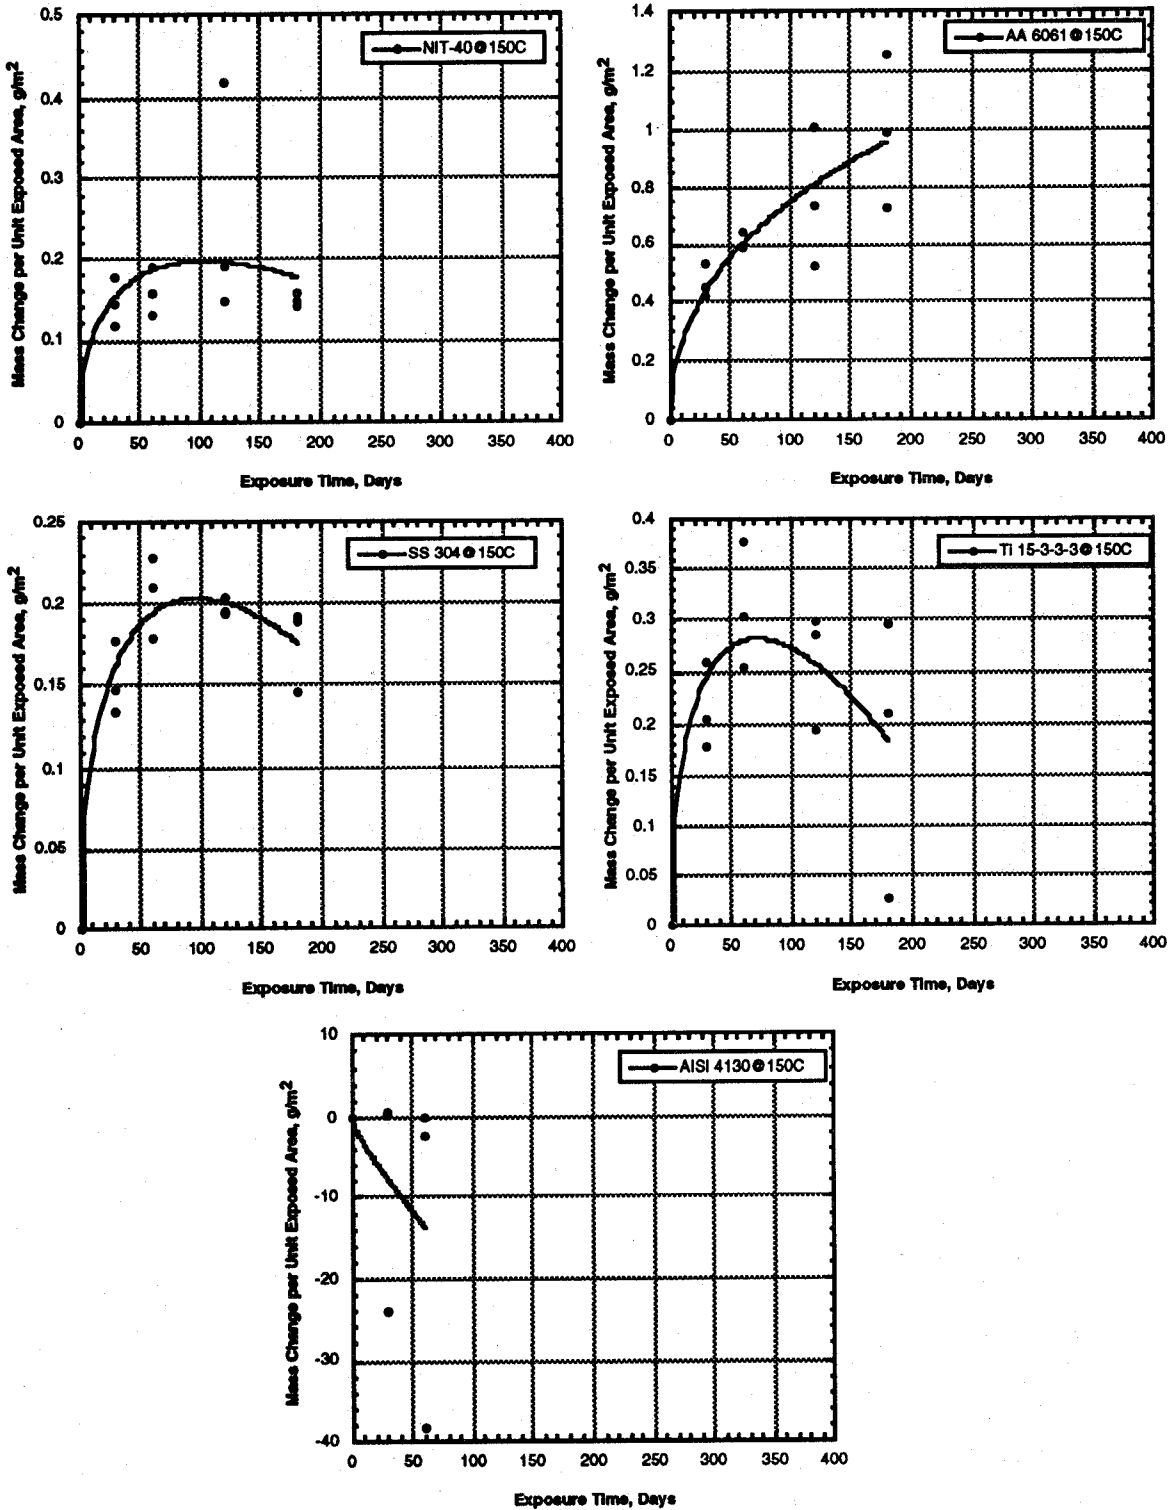 Mass Change per Unit Exposed Area, g/m²
0.5
0.4
0.3
0.2
0.1
0
NIT-40@150C
0 50 100 150 200 250 300 350 400
Exposure Time, Days
Mass Change per Unit Exposed Area, g/m²
1.4
1.2
1
0.8
0.6
0.4
0.2
0
AA 6061@150C
0 50 100 150 200 250 300 350 400
Exposure Time, Days
Mass Change per Unit Exposed Area, g/m²
0.25
0.2
0.15
0.1
0.05
0
SS 304@150C
0 50 100 150 200 250 300 350 400
Exposure Time, Days
Mass Change per Unit Exposed Area, g/m²
0.4
0.35
0.3
0.25
0.2
0.15
0.1
0.05
0
Ti 15-3-3-3@150C
0 50 100 150 200 250 300 350 400
Exposure Time, Days
Mass Change per Unit Exposed Area, g/m²
10
0
-10
-20
-30
-40
AISI 4130@150C
0 50 100 150 200 250 300 350 400
Exposure Time, Days